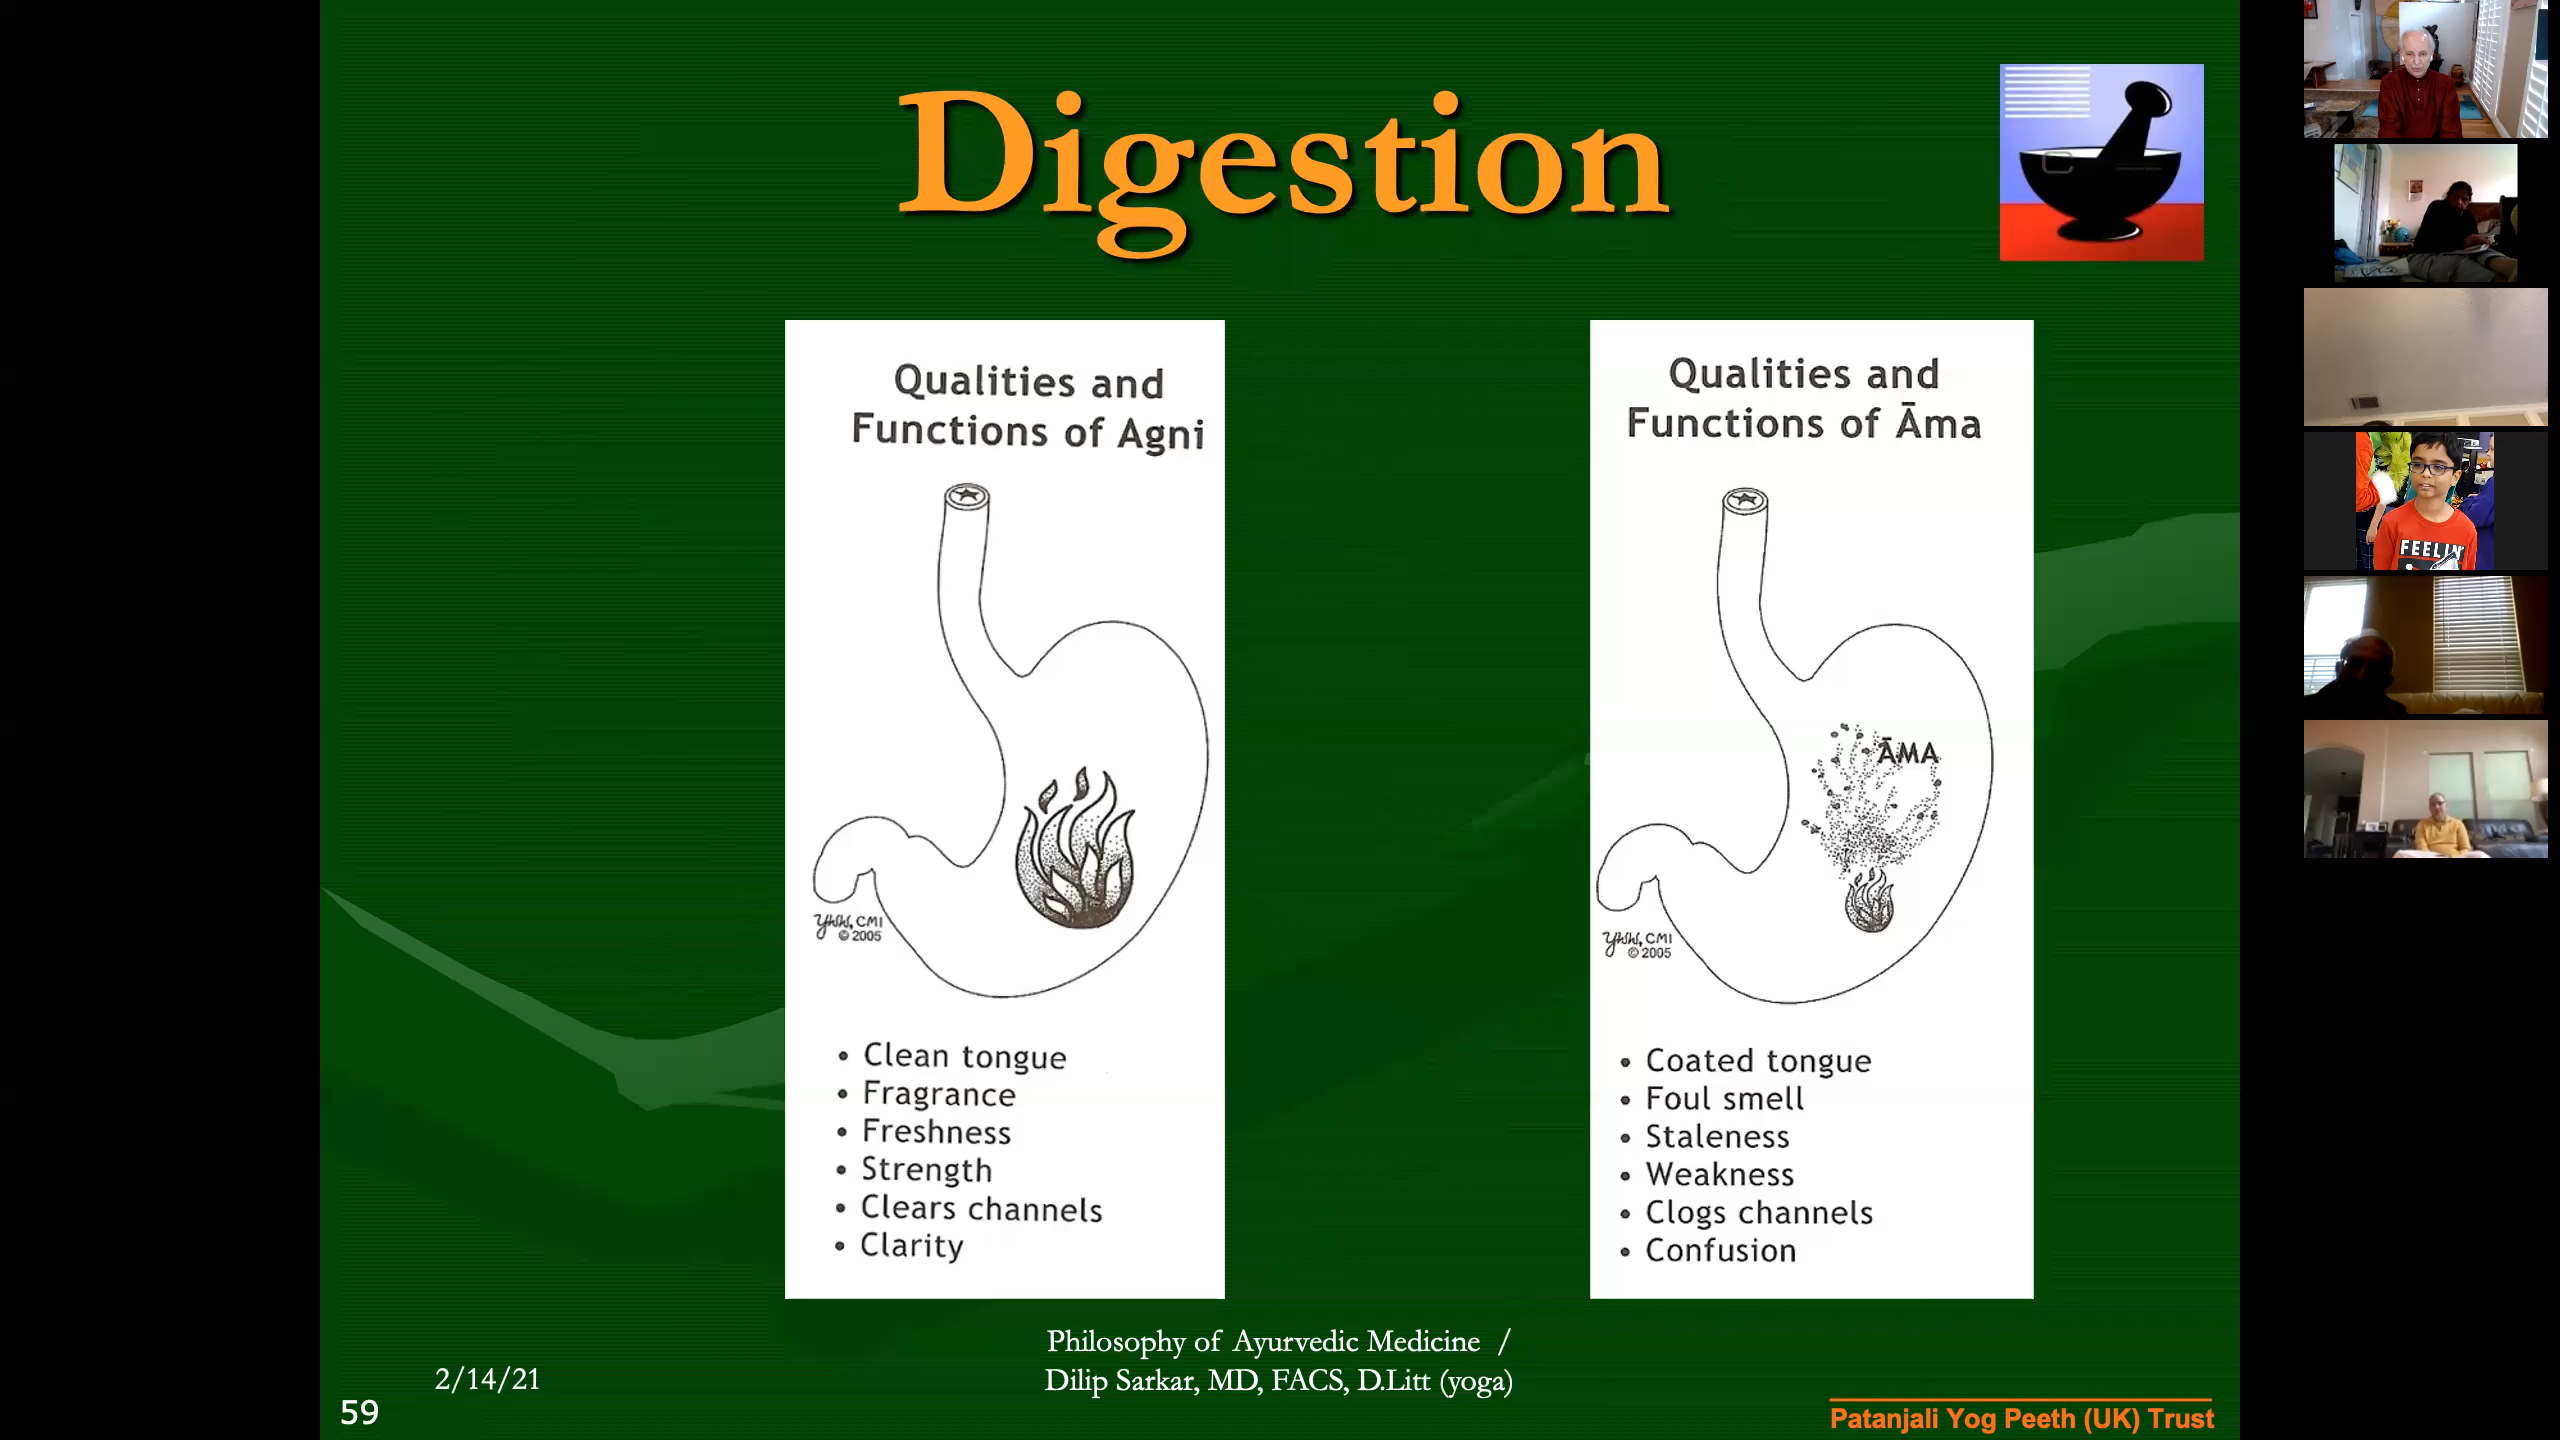 Digestion
Qualities and
Functions of Agni
CMI
© 2005
• Clean tongue
• Fragrance
• Freshness
• Strength
• Clears channels
• Clarity
Qualities and
Functions of Āma
ĀMA
CMI
© 2005
• Coated tongue
• Foul smell
• Staleness
• Weakness
• Clogs channels
• Confusion
Philosophy of Ayurvedic Medicine /
Dilip Sarkar, MD, FACS, D.Litt (yoga)
2/14/21
59
Patanjali Yog Peeth (UK) Trust
FEELIN'